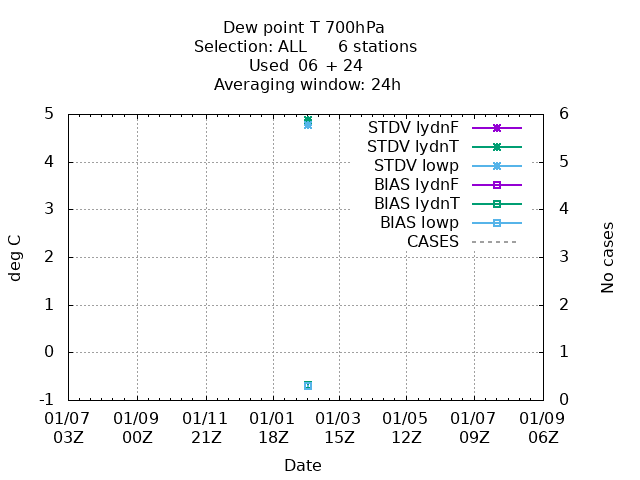 Dew point T 700hPa
Selection: ALL      6 stations
Used  06 + 24
Averaging window: 24h
STDV lydnF
STDV lydnT
STDV lowp
BIAS lydnF
BIAS lydnT
BIAS lowp
CASES
5
4
3
2
1
0
-1
deg C
6
5
4
3
2
1
0
No cases
01/07 01/09 01/11 01/01 01/03 01/05 01/07 01/09
03Z 00Z 21Z 18Z 15Z 12Z 09Z 06Z
Date